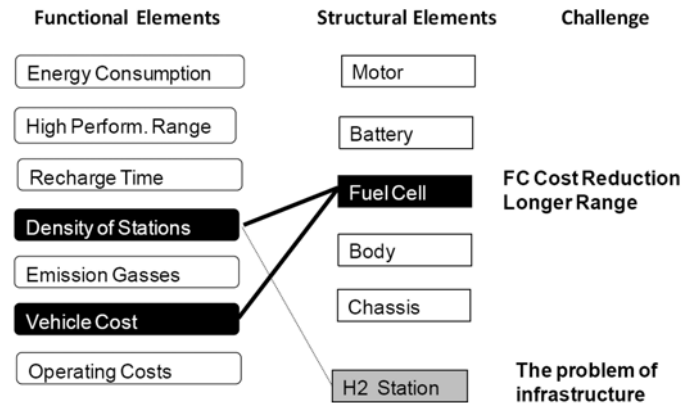 Functional Elements Structural Elements Challenge
Energy Consumption Motor
High Perform. Range Battery
Recharge Time Fuel Cell FC Cost Reduction
Longer Range
Density of Stations
Emission Gasses Body
Vehicle Cost Chassis
Operating Costs H2 Station The problem of
infrastructure